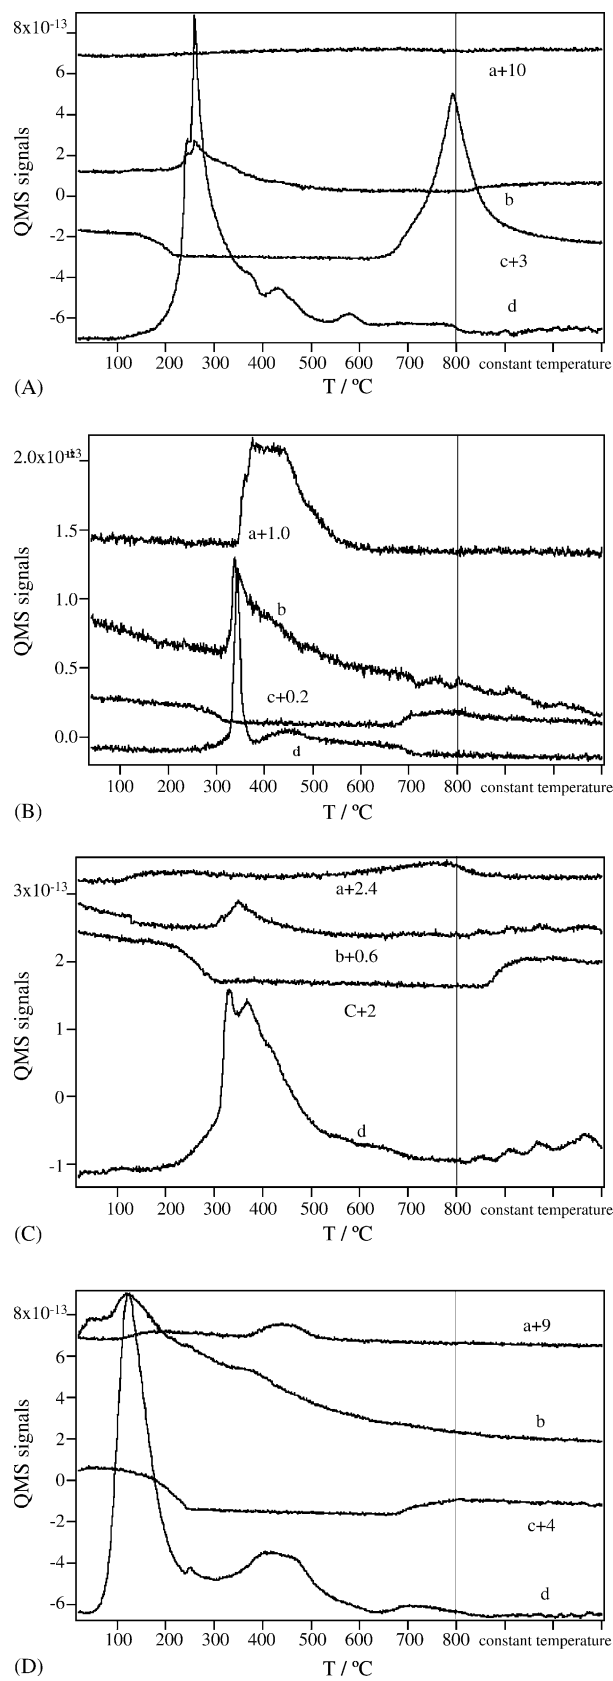 8x10-13
6
4
2
0
-2
-4
-6
QMS signals
a+10
b
c+3
d
100 200 300 400 500 600 700 800 constant temperature
T / ºC
(A)
2.0x10-13
1.5
1.0
0.5
0.0
QMS signals
a+1.0
b
c+0.2
d
100 200 300 400 500 600 700 800 constant temperature
T / ºC
(B)
3x10-13
2
1
0
-1
QMS signals
a+2.4
b+0.6
C+2
d
100 200 300 400 500 600 700 800 constant temperature
T / ºC
(C)
8x10-13
6
4
2
0
-2
-4
-6
QMS signals
a+9
b
c+4
d
100 200 300 400 500 600 700 800 constant temperature
T / ºC
(D)